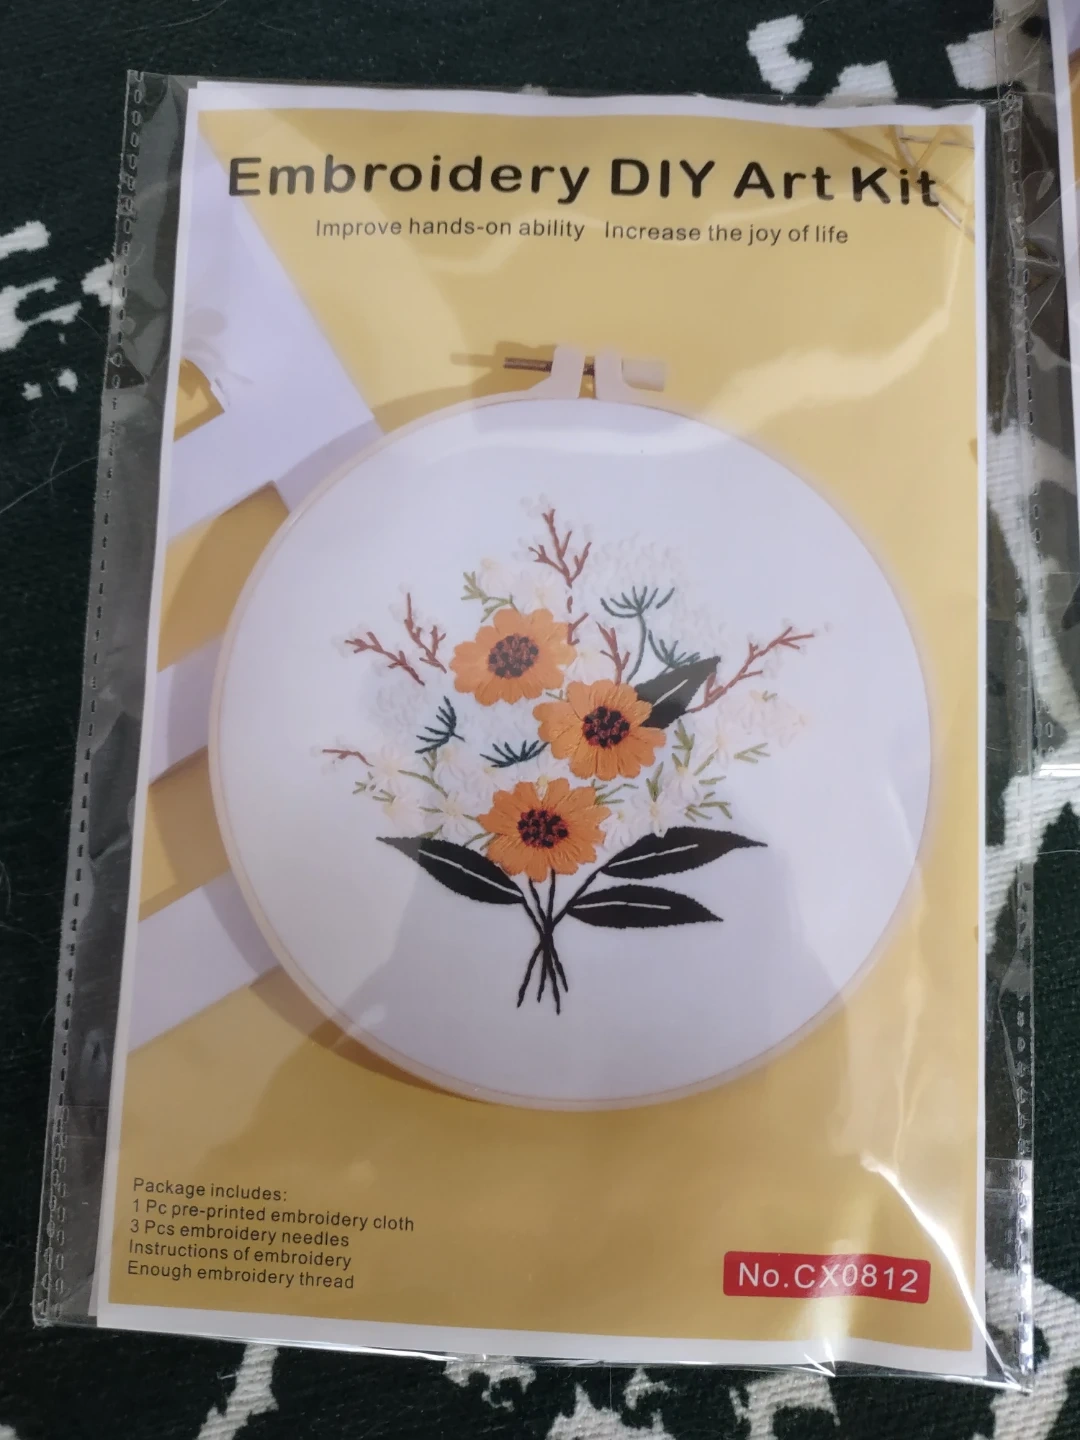 Embroidery DIY Art Kit
Improve hands-on ability Increase the joy of life
Package includes:
1 Pc pre-printed embroidery cloth
3 Pcs embroidery needles
Instructions of embroidery
Enough embroidery thread
No.CX0812